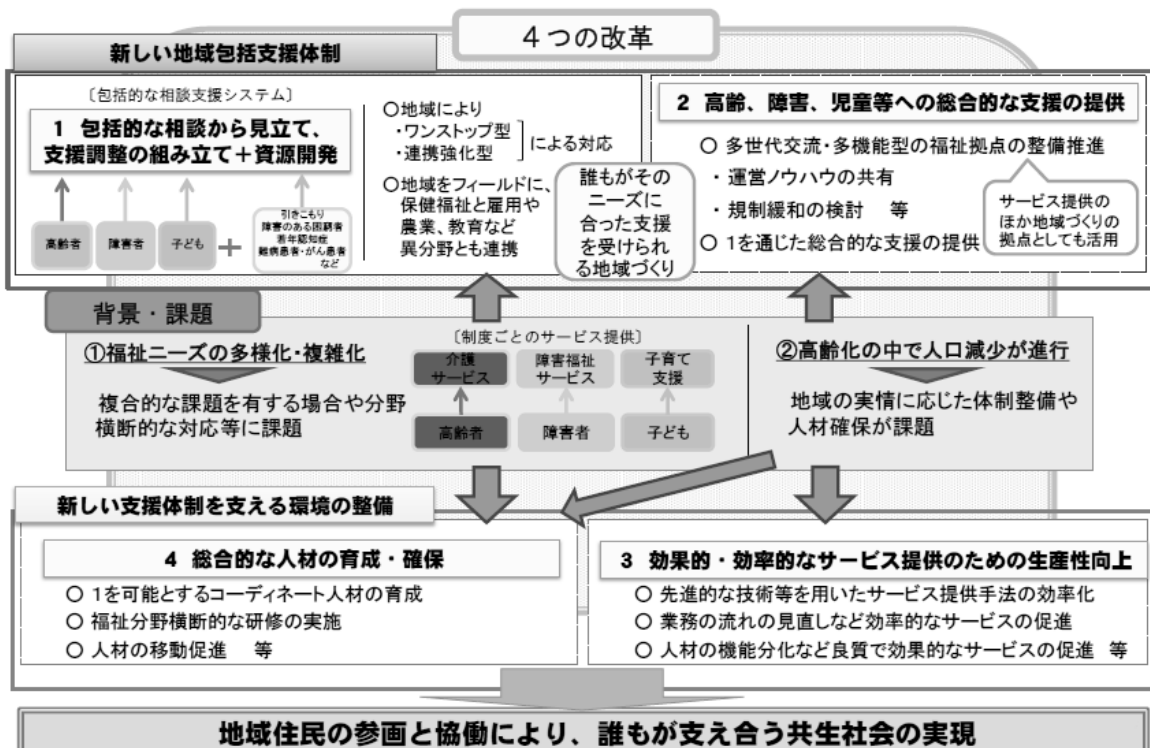 4つの改革
新しい地域包括支援体制
〔包括的な相談支援システム〕
1 包括的な相談から見立て、
支援調整の組み立て+資源開発
高齢者
障害者
子ども
+
引きこもり
障害のある困窮者
若年認知症
難病患者・がん患者
など
○地域により
・ワンストップ型
・連携強化型
による対応
○地域をフィールドに、
保健福祉と雇用や
農業、教育など
異分野とも連携
誰もがその
ニーズに
合った支援
を受けられ
る地域づくり
2 高齢、障害、児童等への総合的な支援の提供
○ 多世代交流・多機能型の福祉拠点の整備推進
・運営ノウハウの共有
・規制緩和の検討 等
○ 1を通じた総合的な支援の提供
サービス提供の
ほか地域づくりの
拠点としても活用
背景・課題
①福祉ニーズの多様化・複雑化
複合的な課題を有する場合や分野
横断的な対応等に課題
〔制度ごとのサービス提供〕
介護
サービス
障害福祉
サービス
子育て
支援
高齢者
障害者
子ども
②高齢化の中で人口減少が進行
地域の実情に応じた体制整備や
人材確保が課題
新しい支援体制を支える環境の整備
4 総合的な人材の育成・確保
○ 1を可能とするコーディネート人材の育成
○ 福祉分野横断的な研修の実施
○ 人材の移動促進 等
3 効果的・効率的なサービス提供のための生産性向上
○ 先進的な技術等を用いたサービス提供手法の効率化
○ 業務の流れの見直しなど効率的なサービスの促進
○ 人材の機能分化など良質で効果的なサービスの促進 等
地域住民の参画と協働により、誰もが支え合う共生社会の実現